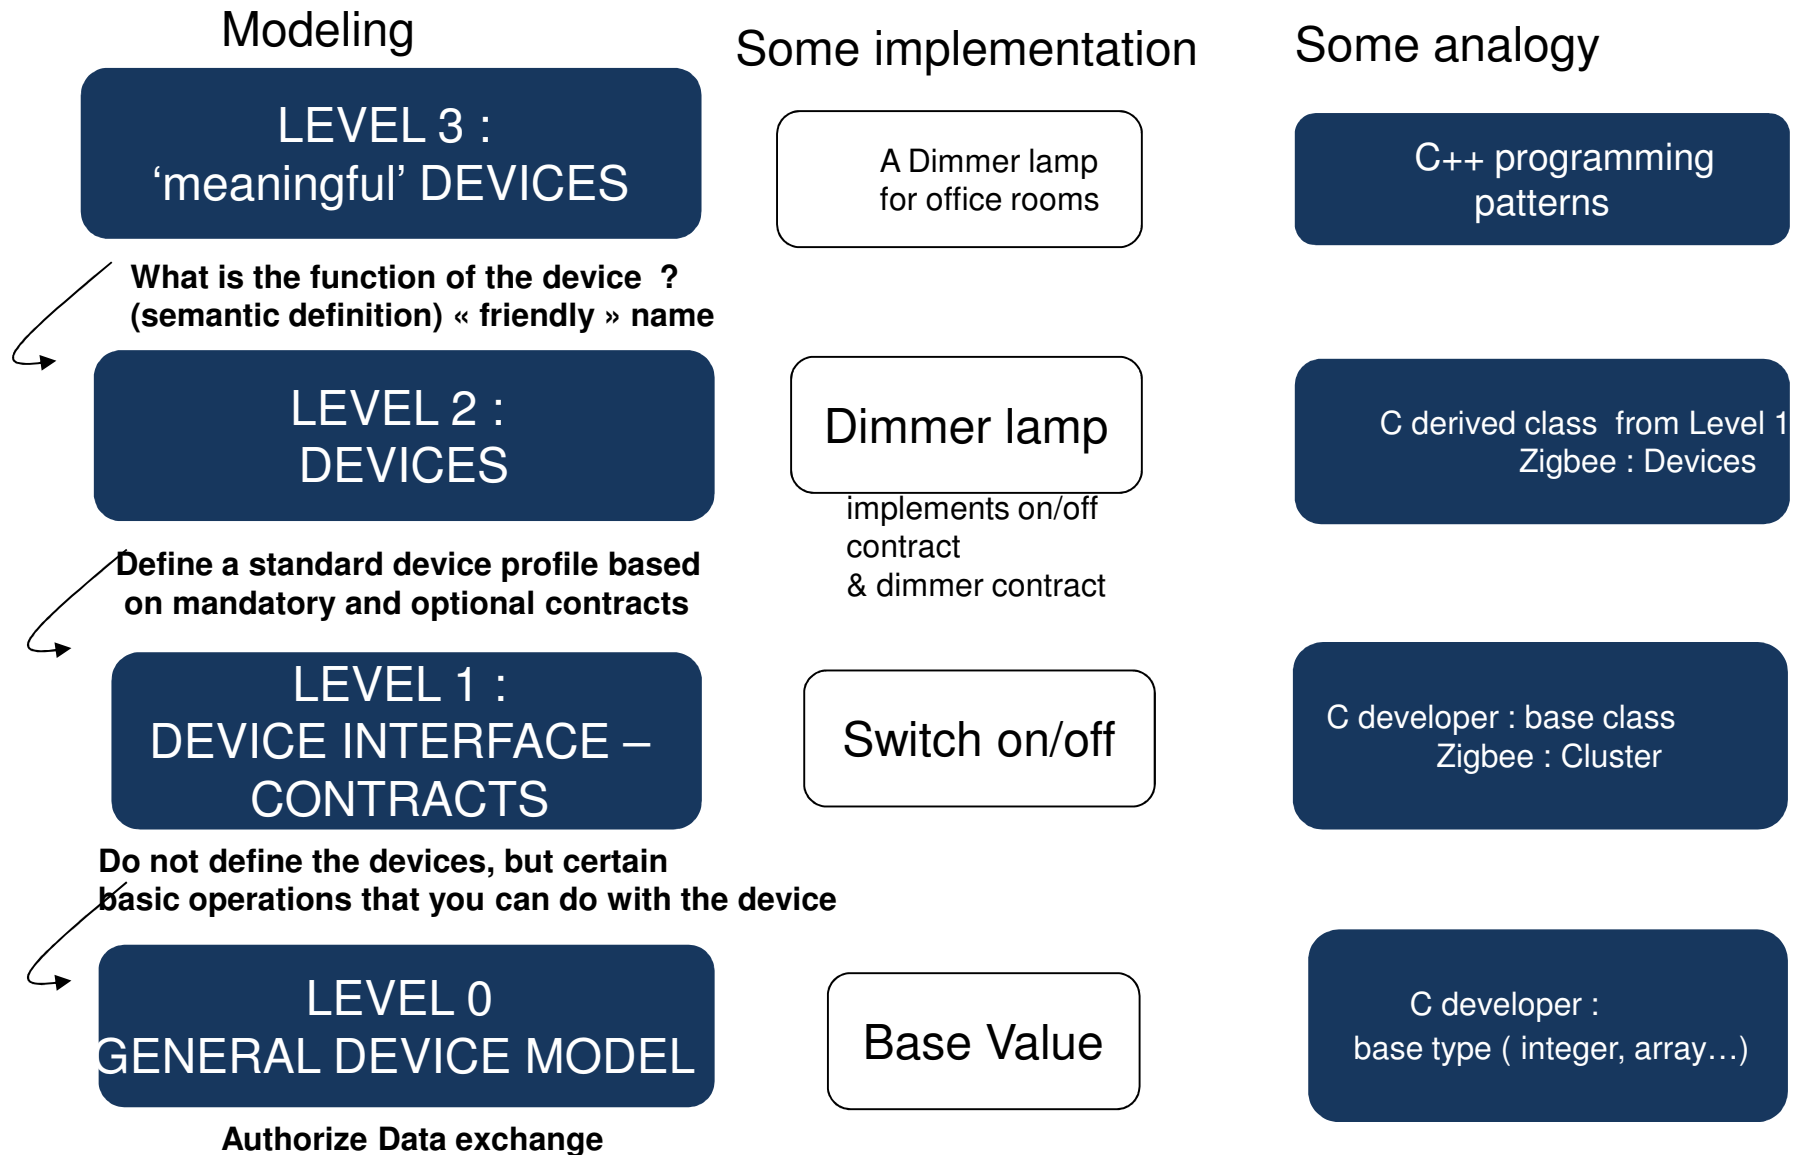 Modeling
Some implementation
Some analogy
LEVEL 3 :
‘meaningful’ DEVICES
A Dimmer lamp
for office rooms
C++ programming
patterns
What is the function of the device  ?
(semantic definition) « friendly » name
LEVEL 2 :
DEVICES
Dimmer lamp
implements on/off
contract
& dimmer contract
C derived class  from Level 1
Zigbee : Devices
Define a standard device profile based
on mandatory and optional contracts
LEVEL 1 :
DEVICE INTERFACE –
CONTRACTS
Switch on/off
C developer : base class
Zigbee : Cluster
Do not define the devices, but certain
basic operations that you can do with the device
LEVEL 0
GENERAL DEVICE MODEL
Base Value
C developer :
base type ( integer, array…)
Authorize Data exchange